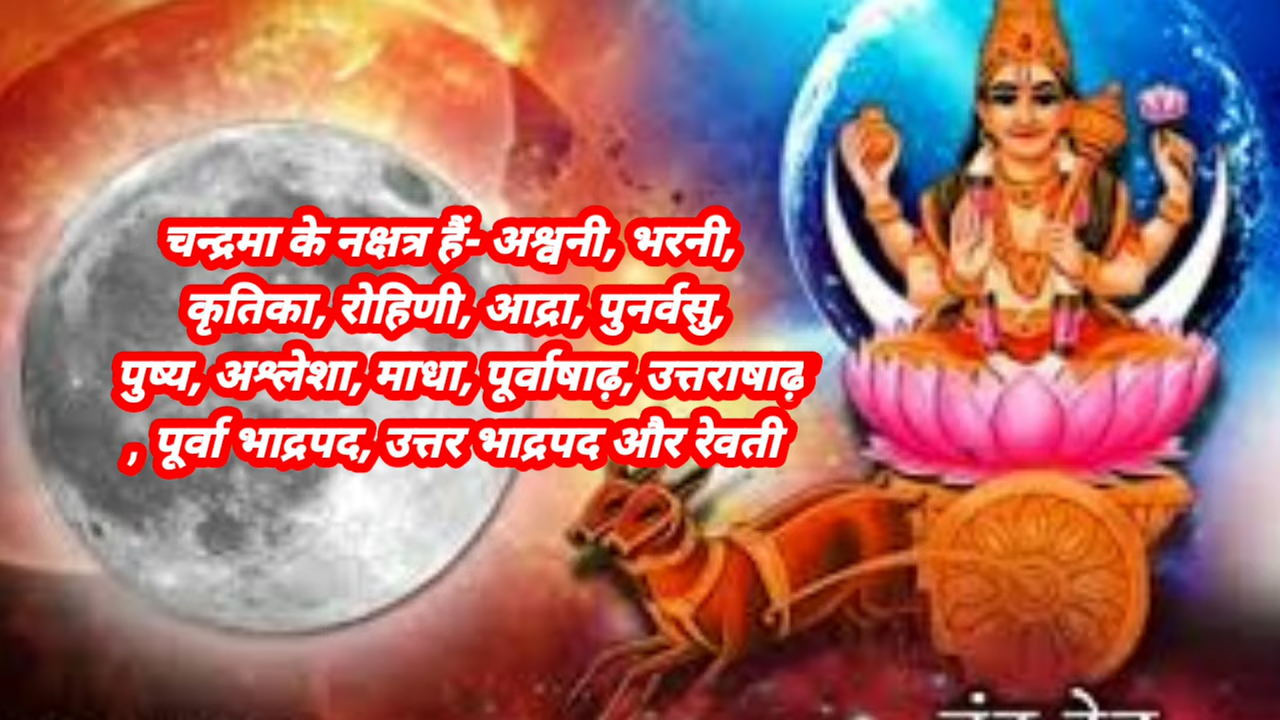 चन्द्रमा के नक्षत्र हैं- अश्वनी, भरनी,
कृतिका, रोहिणी, आद्रा, पुनर्वसु,
पुष्य, अश्लेशा, माधा, पूर्वाषाढ़, उत्तराषाढ़
, पूर्वा भाद्रपद, उत्तर भाद्रपद और रेवती